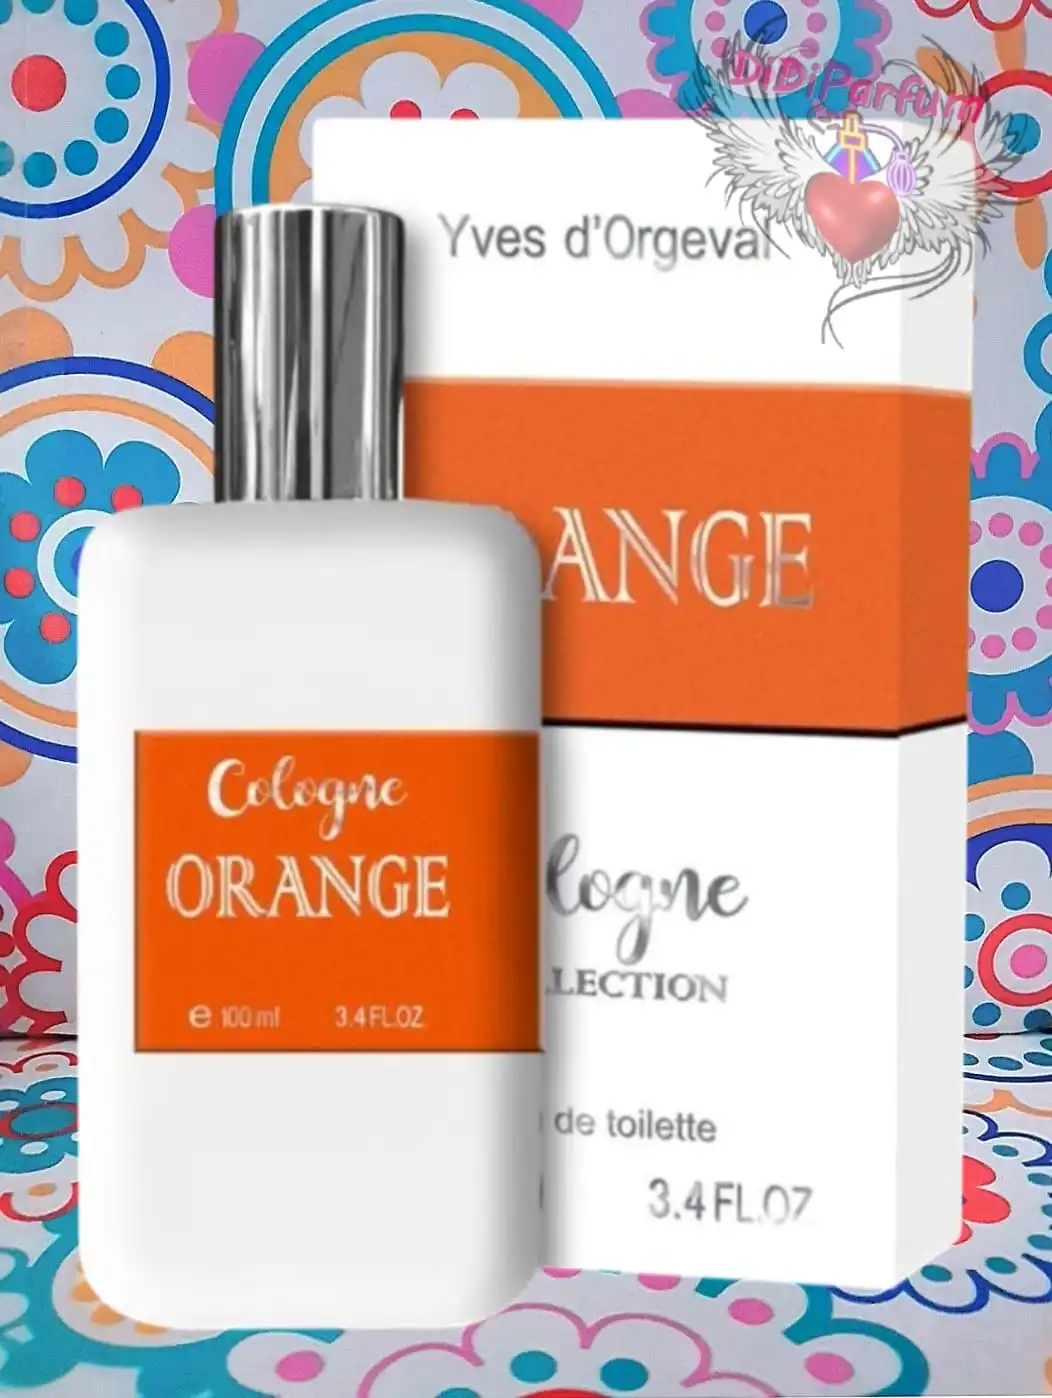 DiDiParfum
Yves d'Orgeval
ANGE
Cologne
ORANGE
e 100 ml 3.4 FL.OZ
logne
LLECTION
de toilette
3.4 FL.OZ